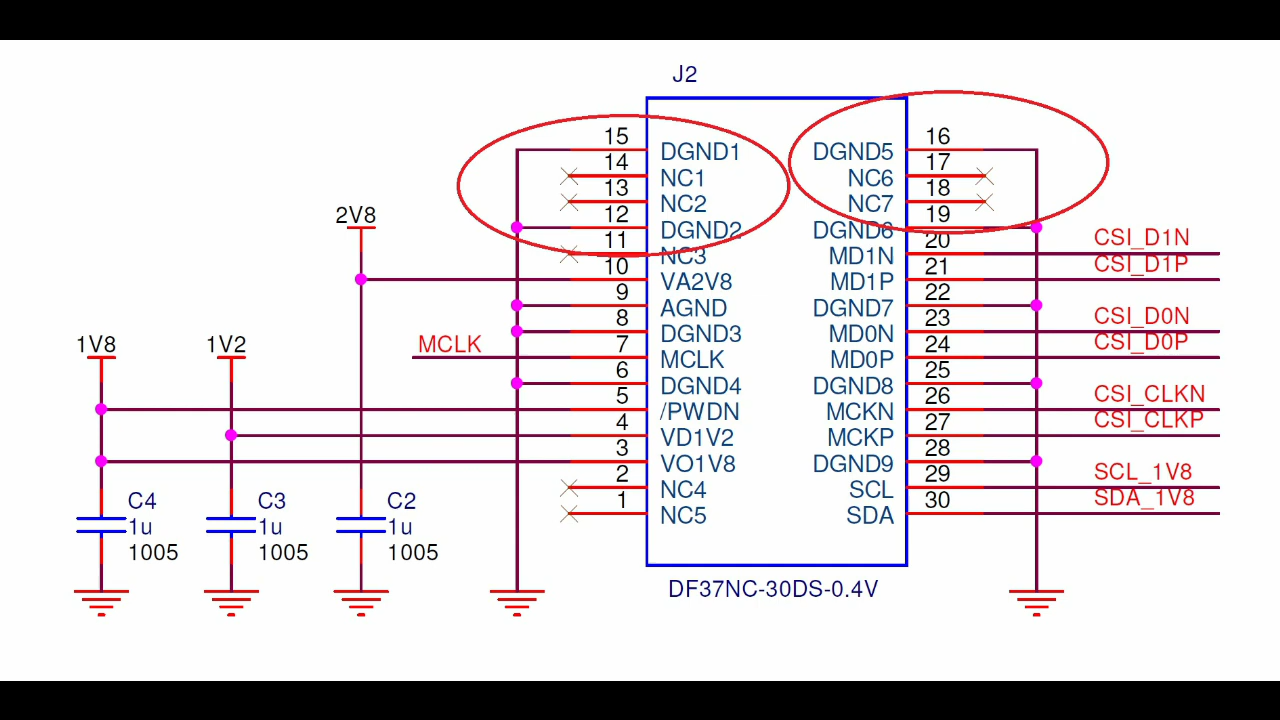 J2
15 DGND1 DGND5 16
14 NC1 NC6 17
13 NC2 NC7 18
12 DGND2 DGND6 19
11 NC3 MD1N 20 CSI_D1N
10 VA2V8 MD1P 21 CSI_D1P
9 AGND DGND7 22
8 DGND3 MD0N 23 CSI_D0N
MCLK 7 MCLK MD0P 24 CSI_D0P
6 DGND4 DGND8 25
5 /PWDN MCKN 26 CSI_CLKN
4 VD1V2 MCKP 27 CSI_CLKP
3 VO1V8 DGND9 28
2 NC4 SCL 29 SCL_1V8
1 NC5 SDA 30 SDA_1V8
2V8
1V8 1V2
C4 C3 C2
1u 1u 1u
1005 1005 1005
DF37NC-30DS-0.4V